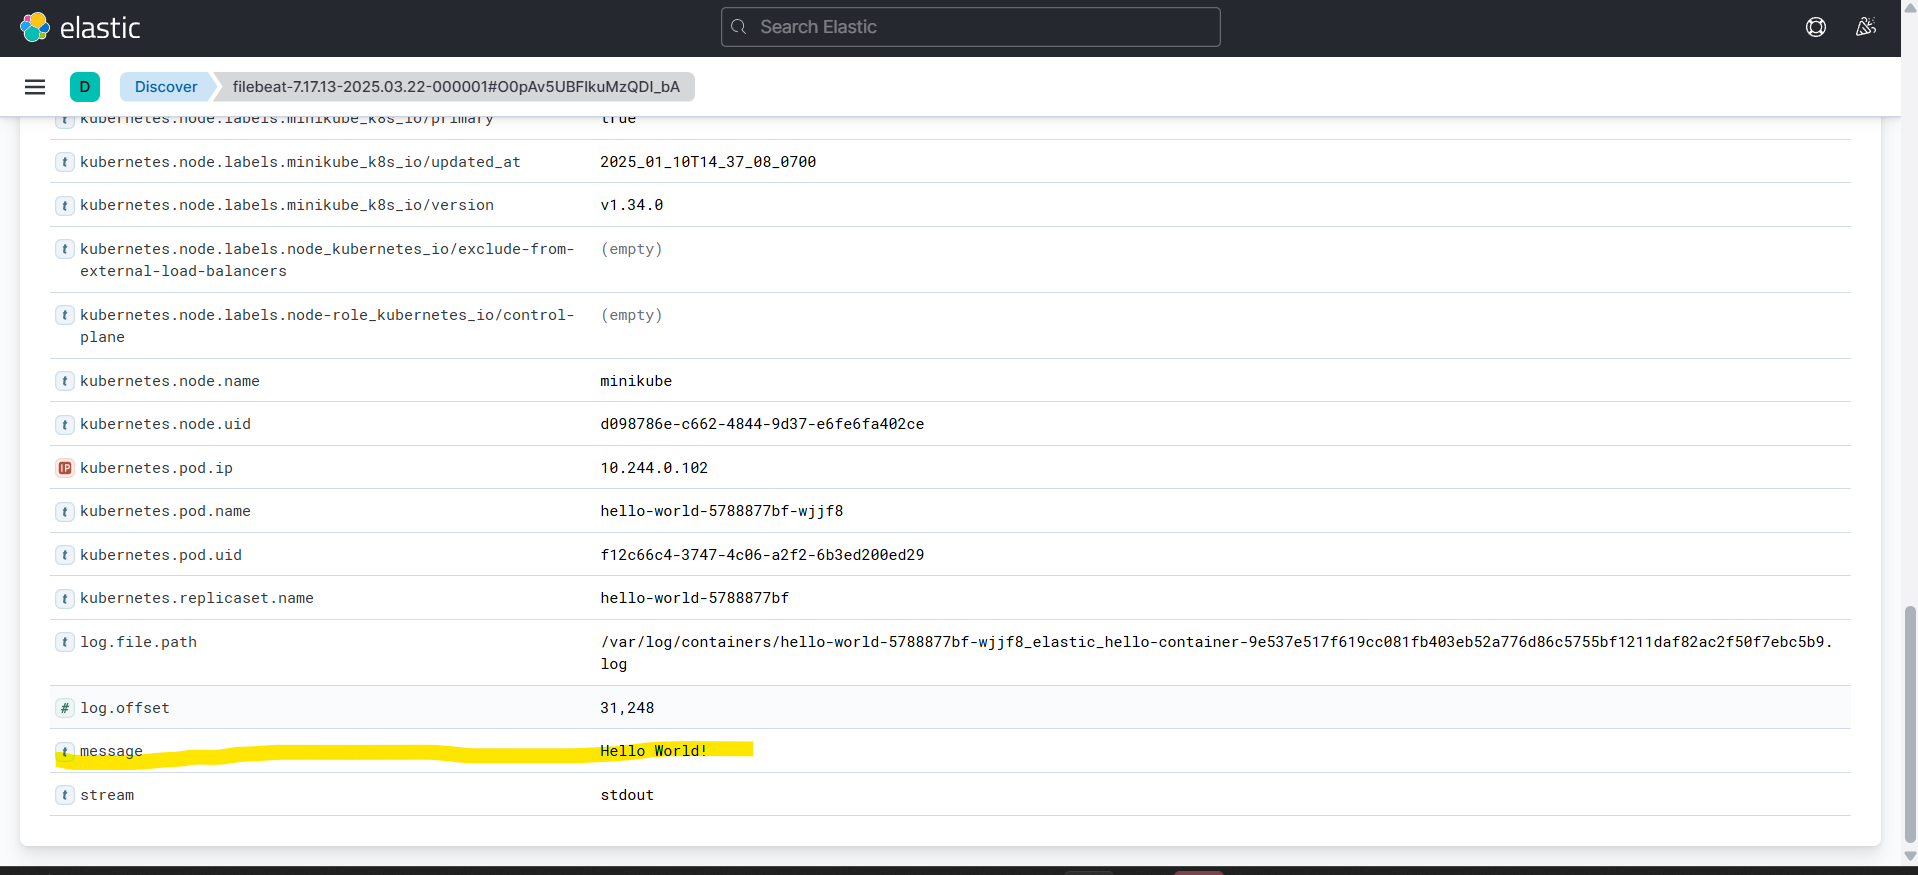 elastic
Search Elastic
D
Discover
filebeat-7.17.13-2025.03.22-000001#O0pAv5UBFlkuMzQDI_bA
t kubernetes.node.labels.minikube_k8s_io/primary true
t kubernetes.node.labels.minikube_k8s_io/updated_at 2025_01_10T14_37_08_0700
t kubernetes.node.labels.minikube_k8s_io/version v1.34.0
t kubernetes.node.labels.node_kubernetes_io/exclude-from- (empty)
external-load-balancers
t kubernetes.node.labels.node-role_kubernetes_io/control- (empty)
plane
t kubernetes.node.name minikube
t kubernetes.node.uid d098786e-c662-4844-9d37-e6fe6fa402ce
IP kubernetes.pod.ip 10.244.0.102
t kubernetes.pod.name hello-world-5788877bf-wjjf8
t kubernetes.pod.uid f12c66c4-3747-4c06-a2f2-6b3ed200ed29
t kubernetes.replicaset.name hello-world-5788877bf
t log.file.path /var/log/containers/hello-world-5788877bf-wjjf8_elastic_hello-container-9e537e517f619cc081fb403eb52a776d86c5755bf1211daf82ac2f50f7ebc5b9.
log
# log.offset 31,248
t message Hello World!
t stream stdout